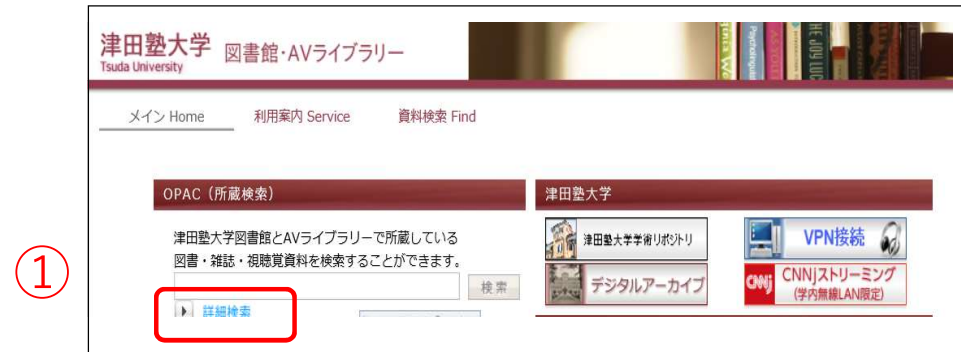 津田塾大学 図書館・AVライブラリー
Tsuda University
メイン Home 利用案内 Service 資料検索 Find
OPAC（所蔵検索）
津田塾大学図書館とAVライブラリーで所蔵している
図書・雑誌・視聴覚資料を検索することができます。
検索
詳細検索
津田塾大学
津田塾大学学術リポジトリ
VPN接続
デジタルアーカイブ
CNNj
CNNjストリーミング
(学内無線LAN限定)
①